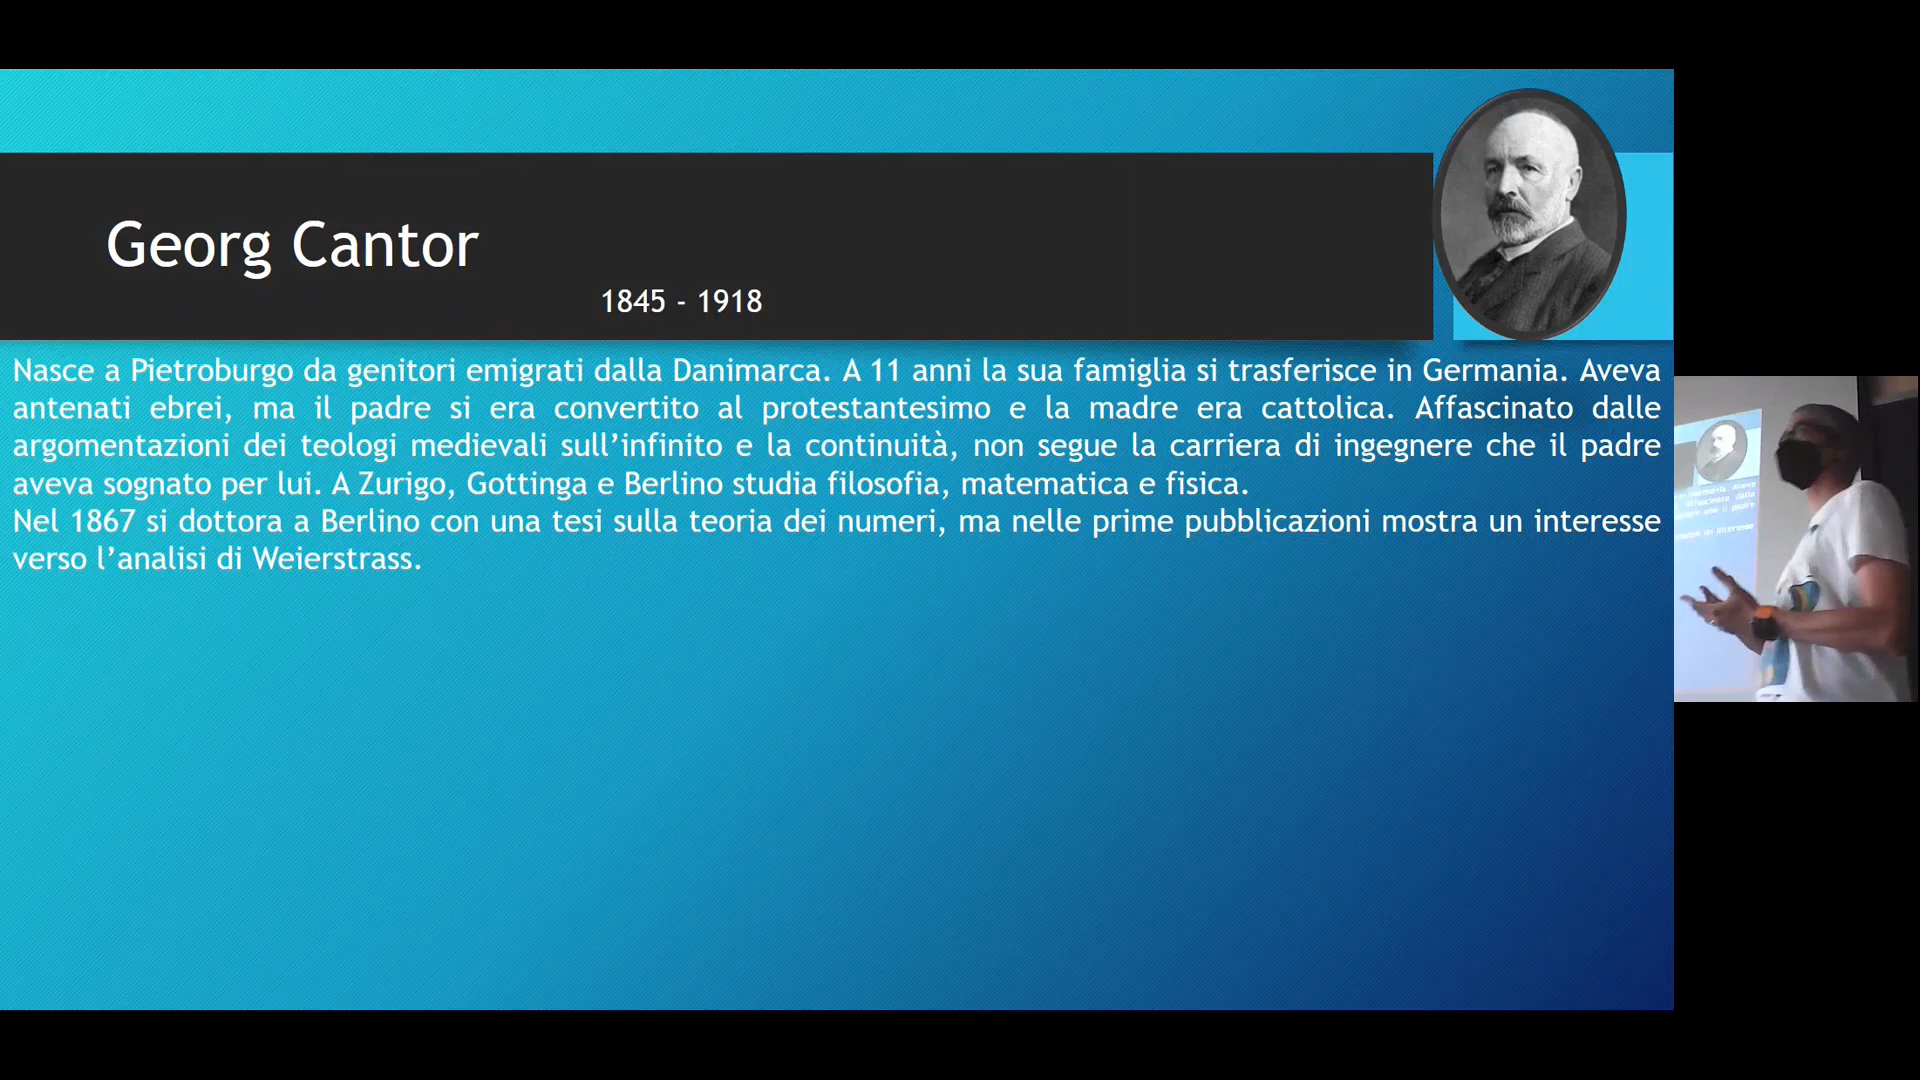 Georg Cantor
1845 - 1918
Nasce a Pietroburgo da genitori emigrati dalla Danimarca. A 11 anni la sua famiglia si trasferisce in Germania. Aveva
antenati ebrei, ma il padre si era convertito al protestantesimo e la madre era cattolica. Affascinato dalle
argomentazioni dei teologi medievali sull’infinito e la continuità, non segue la carriera di ingegnere che il padre
aveva sognato per lui. A Zurigo, Gottinga e Berlino studia filosofia, matematica e fisica.
Nel 1867 si dottora a Berlino con una tesi sulla teoria dei numeri, ma nelle prime pubblicazioni mostra un interesse
verso l’analisi di Weierstrass.